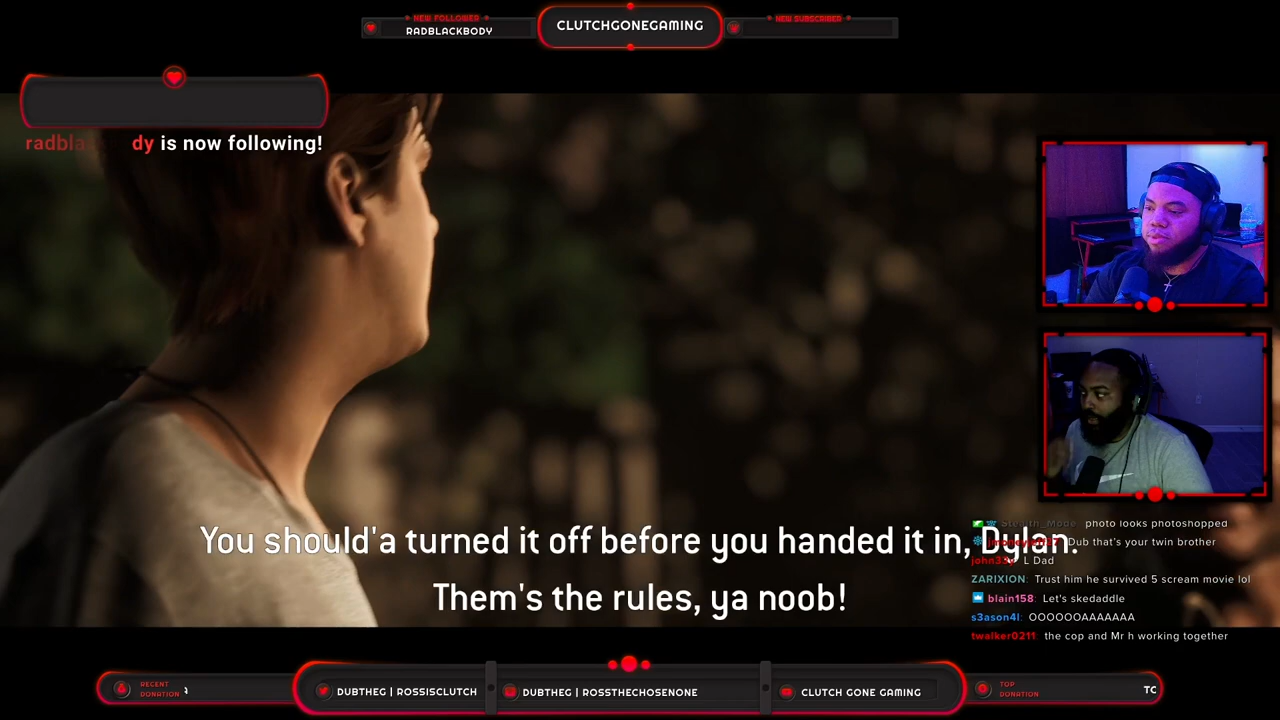 NEW FOLLOWER
RADBLACKBODY
CLUTCHGONEGAMING
NEW SUBSCRIBER
radbla dy is now following!
You should'a turned it off before you handed it in, Dylan.
Them's the rules, ya noob!
Stealth_Mode photo looks photoshopped
Dub that's your twin brother
L Dad
ZARIXION: Trust him he survived 5 scream movie lol
blain158: Let's skedaddle
s3ason4l: OOOOOOAAAAAAA
twalker0211: the cop and Mr h working together
RECENT
DONATION
DUBTHEG | ROSSISCLUTCH
DUBTHEG | ROSSTHECHOSENONE
CLUTCH GONE GAMING
TOP
DONATION
TC